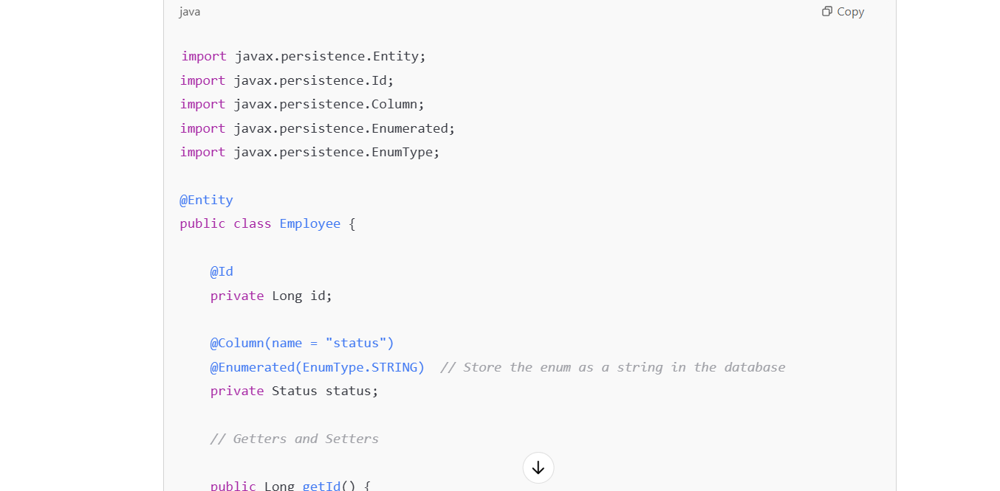 java
Copy
import javax.persistence.Entity;
import javax.persistence.Id;
import javax.persistence.Column;
import javax.persistence.Enumerated;
import javax.persistence.EnumType;
@Entity
public class Employee {
@Id
private Long id;
@Column(name = "status")
@Enumerated(EnumType.STRING)  // Store the enum as a string in the database
private Status status;
// Getters and Setters
public Long getId() {